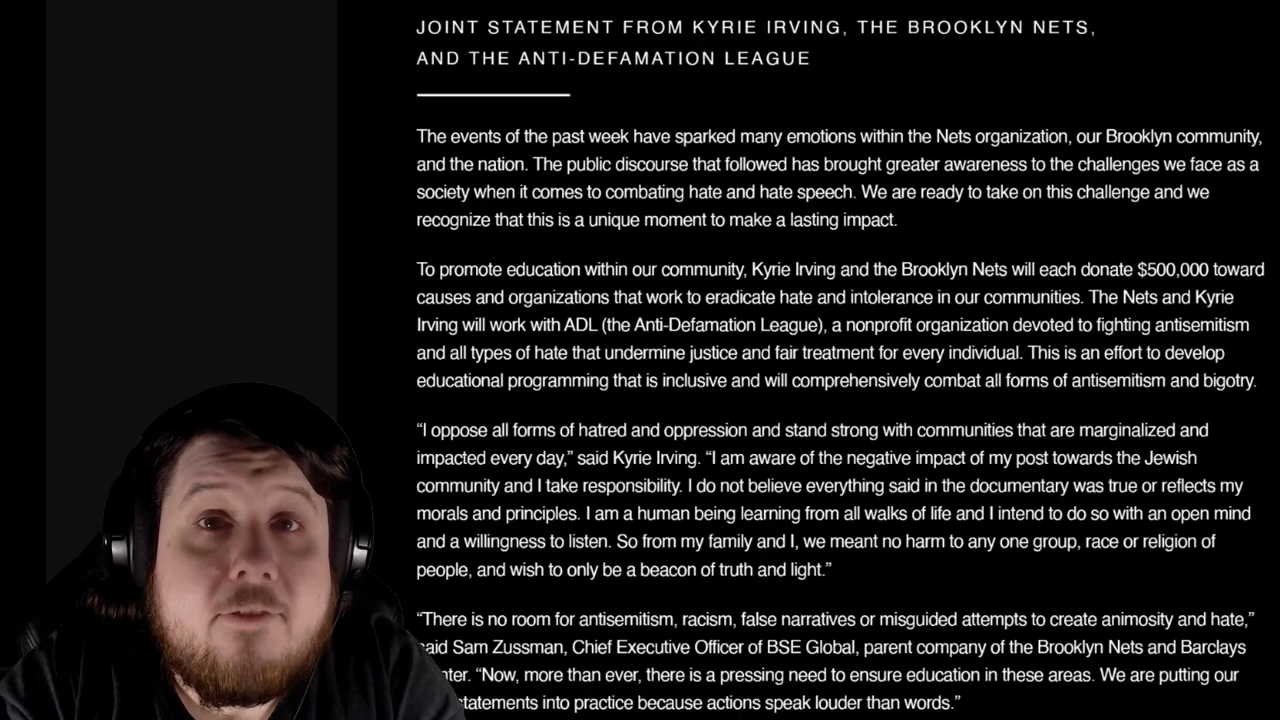 JOINT STATEMENT FROM KYRIE IRVING, THE BROOKLYN NETS,
AND THE ANTI-DEFAMATION LEAGUE
The events of the past week have sparked many emotions within the Nets organization, our Brooklyn community,
and the nation. The public discourse that followed has brought greater awareness to the challenges we face as a
society when it comes to combating hate and hate speech. We are ready to take on this challenge and we
recognize that this is a unique moment to make a lasting impact.
To promote education within our community, Kyrie Irving and the Brooklyn Nets will each donate $500,000 toward
causes and organizations that work to eradicate hate and intolerance in our communities. The Nets and Kyrie
Irving will work with ADL (the Anti-Defamation League), a nonprofit organization devoted to fighting antisemitism
and all types of hate that undermine justice and fair treatment for every individual. This is an effort to develop
educational programming that is inclusive and will comprehensively combat all forms of antisemitism and bigotry.
“I oppose all forms of hatred and oppression and stand strong with communities that are marginalized and
impacted every day,” said Kyrie Irving. “I am aware of the negative impact of my post towards the Jewish
community and I take responsibility. I do not believe everything said in the documentary was true or reflects my
morals and principles. I am a human being learning from all walks of life and I intend to do so with an open mind
and a willingness to listen. So from my family and I, we meant no harm to any one group, race or religion of
people, and wish to only be a beacon of truth and light.”
“There is no room for antisemitism, racism, false narratives or misguided attempts to create animosity and hate,”
said Sam Zussman, Chief Executive Officer of BSE Global, parent company of the Brooklyn Nets and Barclays
“Now, more than ever, there is a pressing need to ensure education in these areas. We are putting our
statements into practice because actions speak louder than words.”